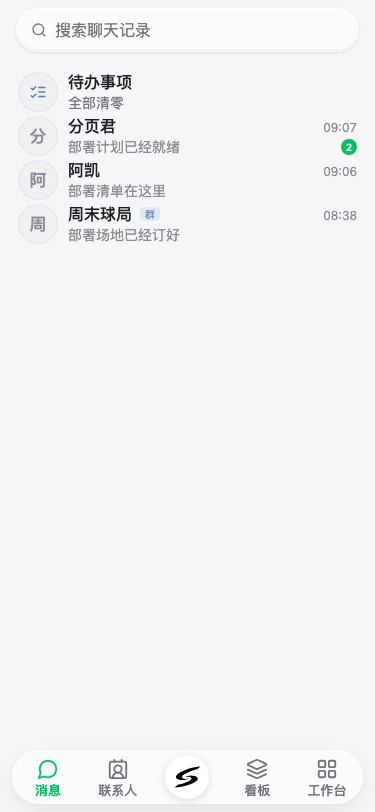 搜索聊天记录
待办事项
全部清零
分
分页君
09:07
部署计划已经就绪
2
阿
阿凯
09:06
部署清单在这里
周
周末球局
群
08:38
部署场地已经订好
消息
联系人
看板
工作台